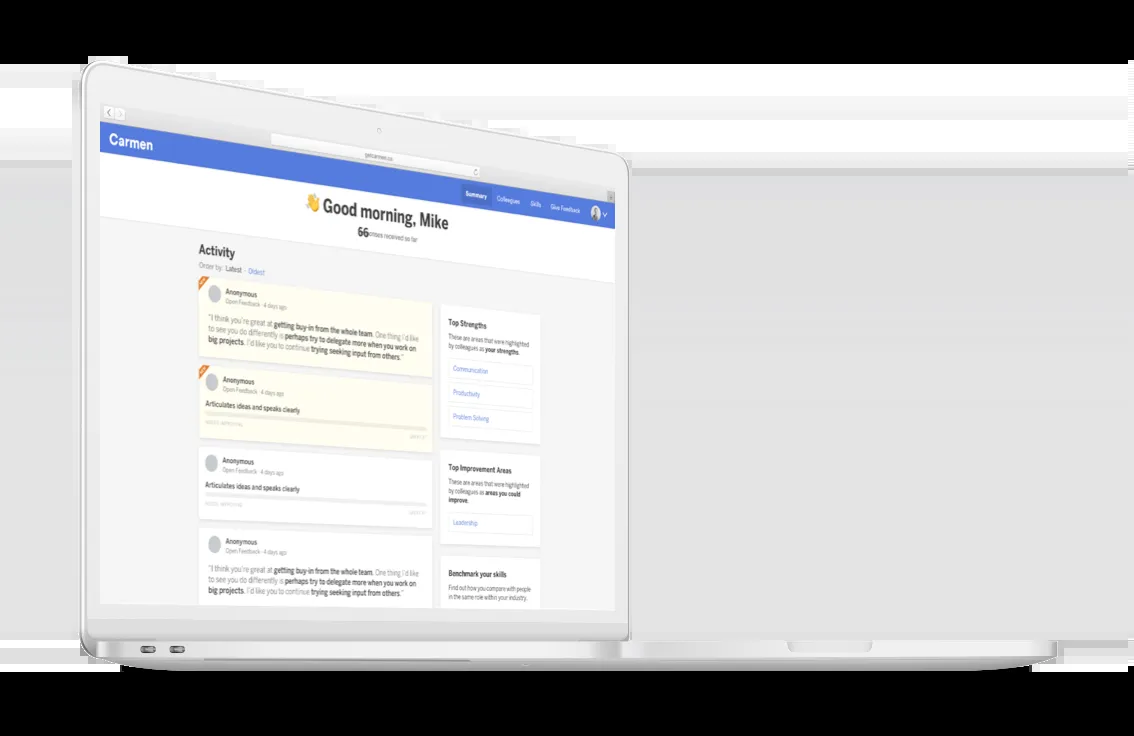 Carmen
Summary
Colleagues
Skills
Give Feedback
👋 Good morning, Mike
received so far
Activity
Order by: Latest · Oldest
Anonymous
Open Feedback · 4 days ago
"I think you're great at getting buy-in from the whole team. One thing I'd like
to see you do differently is perhaps try to delegate more when you work on
big projects. I'd like you to continue trying seeking input from others."
Anonymous
Open Feedback · 4 days ago
Articulates ideas and speaks clearly
Anonymous
Open Feedback · 4 days ago
Articulates ideas and speaks clearly
Anonymous
Open Feedback · 4 days ago
"I think you're great at getting buy-in from the whole team. One thing I'd like
to see you do differently is perhaps try to delegate more when you work on
big projects. I'd like you to continue trying seeking input from others."
Top Strengths
These are areas that were highlighted
by colleagues as your strengths.
Communication
Productivity
Problem Solving
Top Improvement Areas
These are areas that were highlighted
by colleagues as areas you could
improve.
Leadership
Benchmark your skills
Find out how you compare with people
in the same role within your industry.